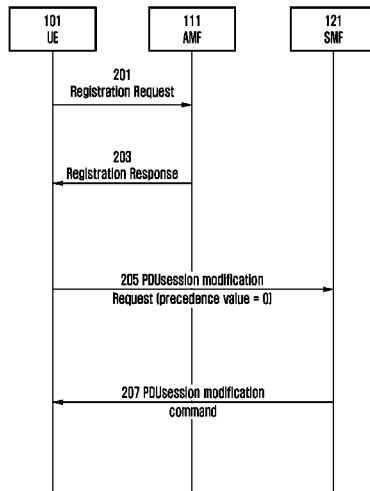 101
UE
111
AMF
121
SMF
201
Registration Request
203
Registration Response
205 PDUsession modification
Request (precedence value = 0)
207 PDUsession modification
command